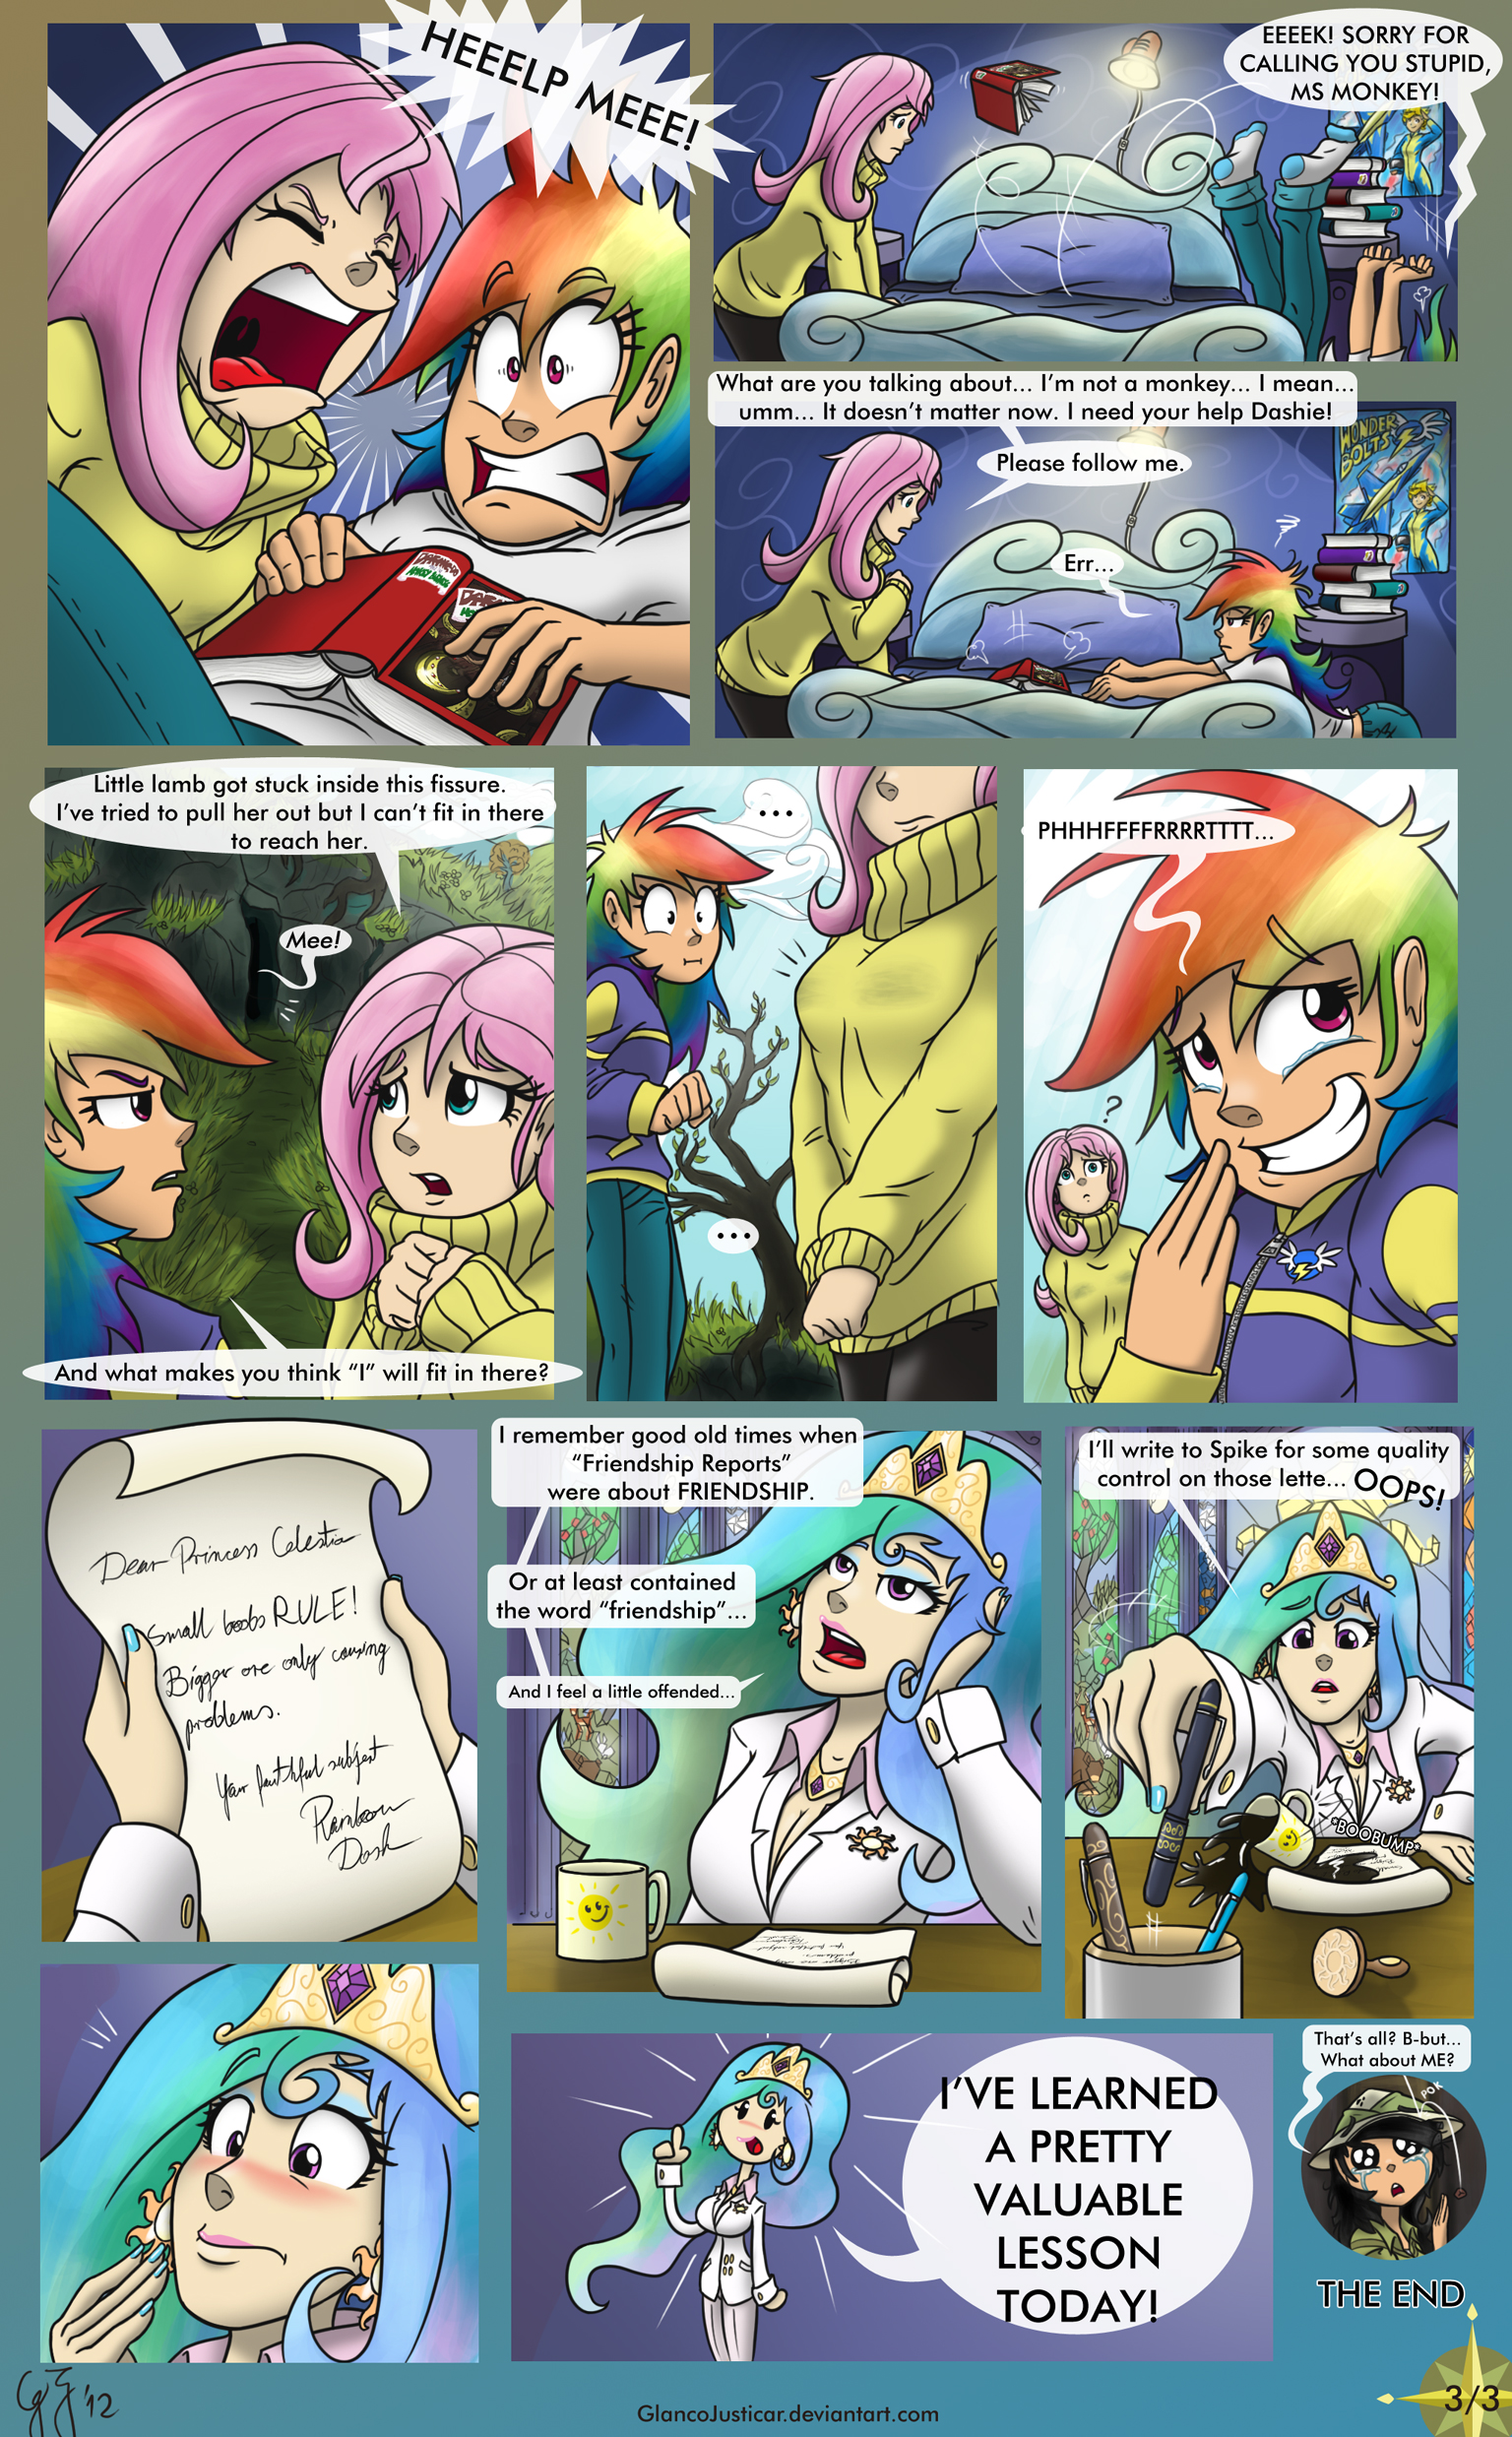 HEEELP MEEE!
EEEEK! SORRY FOR
CALLING YOU STUPID,
MS MONKEY!
What are you talking about... I'm not a monkey... I mean...
umm... It doesn't matter now. I need your help Dashie!
Please follow me.
Err...
WONDER
BOLTS
Little lamb got stuck inside this fissure.
I've tried to pull her out but I can't fit in there
to reach her.
Mee!
And what makes you think "I" will fit in there?
...
...
PHHHFFFFRRRRTTTT...
?
Dear Princess Celestia
Small boobs RULE!
Bigger are only causing
problems.
Your faithful subject
Rainbow
Dash
I remember good old times when
"Friendship Reports"
were about FRIENDSHIP.
Or at least contained
the word "friendship"...
And I feel a little offended...
I'll write to Spike for some quality
control on those lette... OOPS!
*BOOBUMP*
I'VE LEARNED
A PRETTY
VALUABLE
LESSON
TODAY!
That's all? B-but...
What about ME?
POK
THE END
'12
GlancoJusticar.deviantart.com
3/3